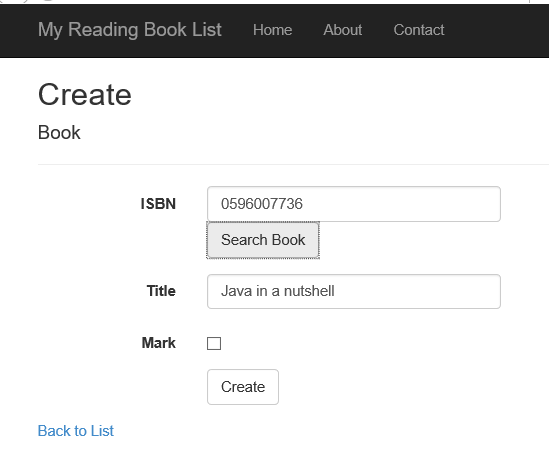 My Reading Book List Home About Contact
Create
Book
ISBN 0596007736
Search Book
Title Java in a nutshell
Mark
Create
Back to List